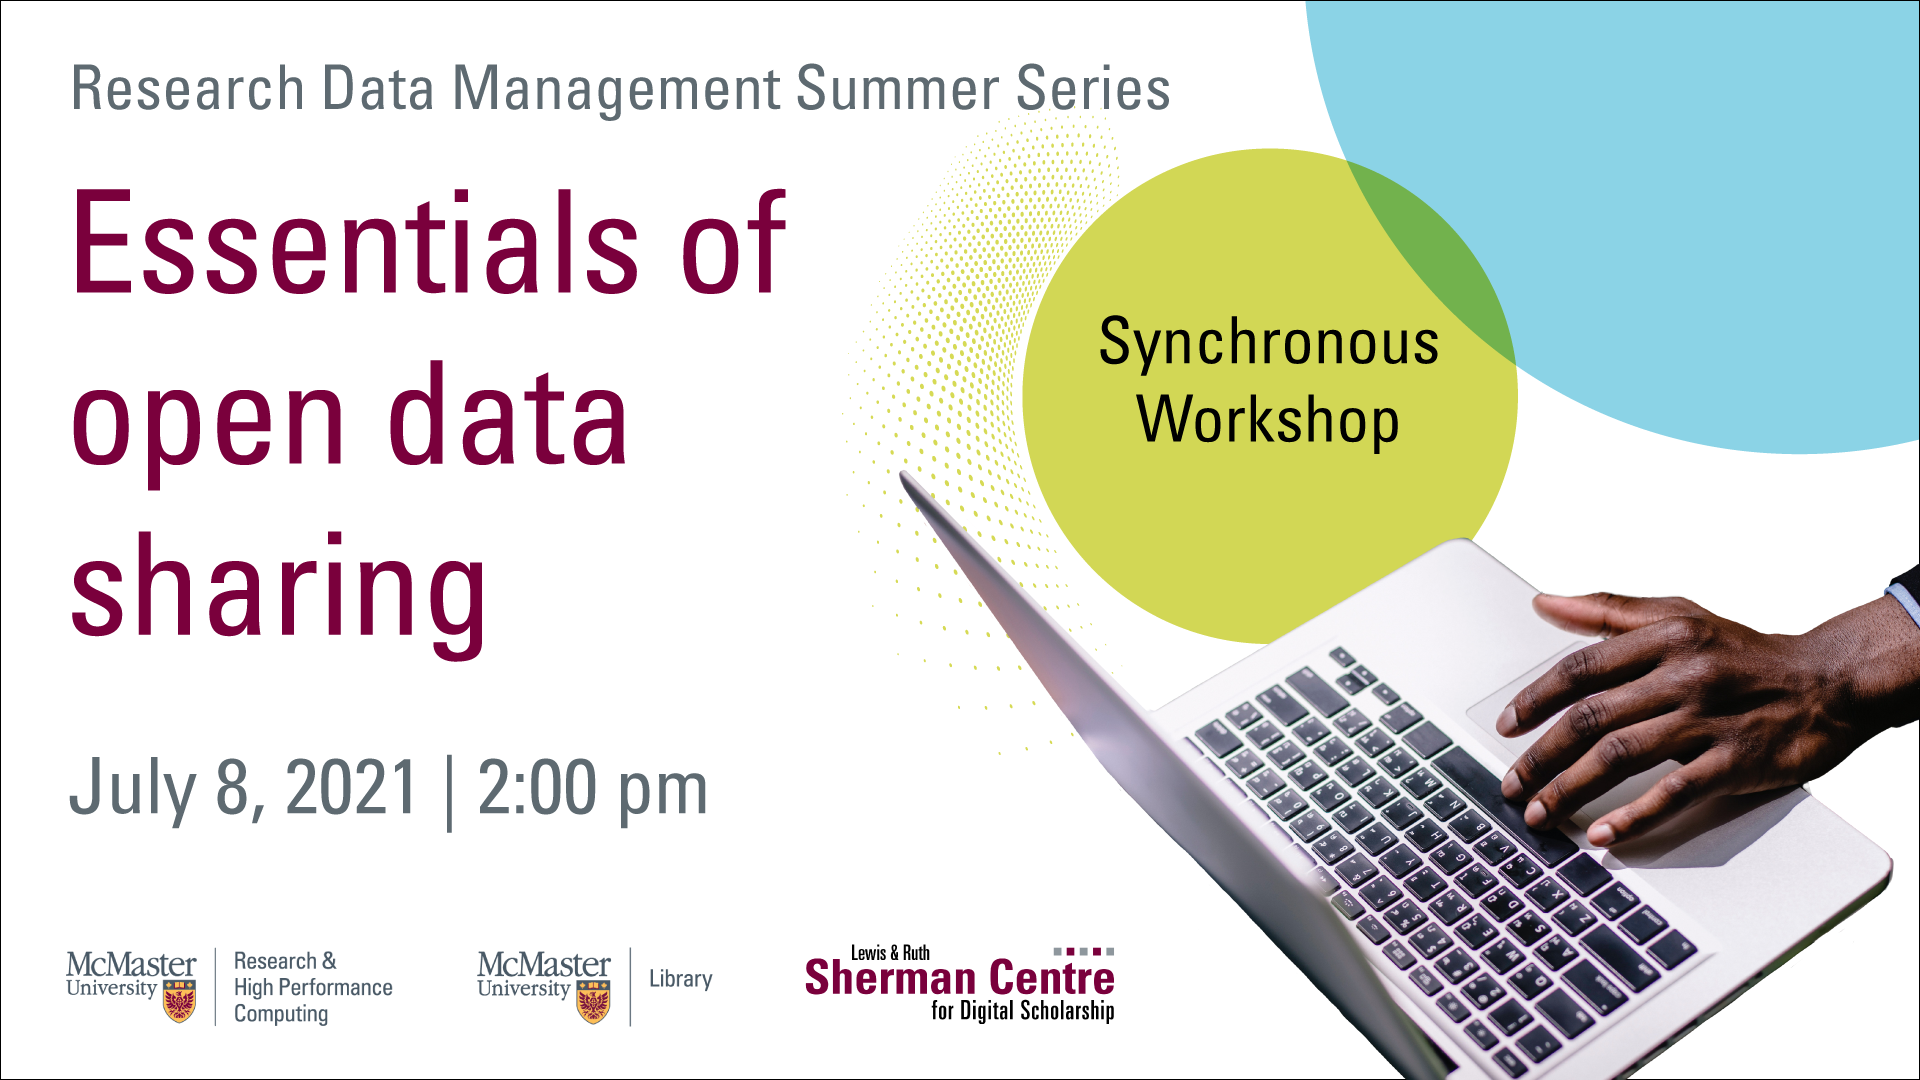 Research Data Management Summer Series
Essentials of
open data
sharing
Synchronous
Workshop
July 8, 2021 | 2:00 pm
McMaster
University
Research &
High Performance
Computing
McMaster
University
Library
Lewis & Ruth
Sherman Centre
for Digital Scholarship